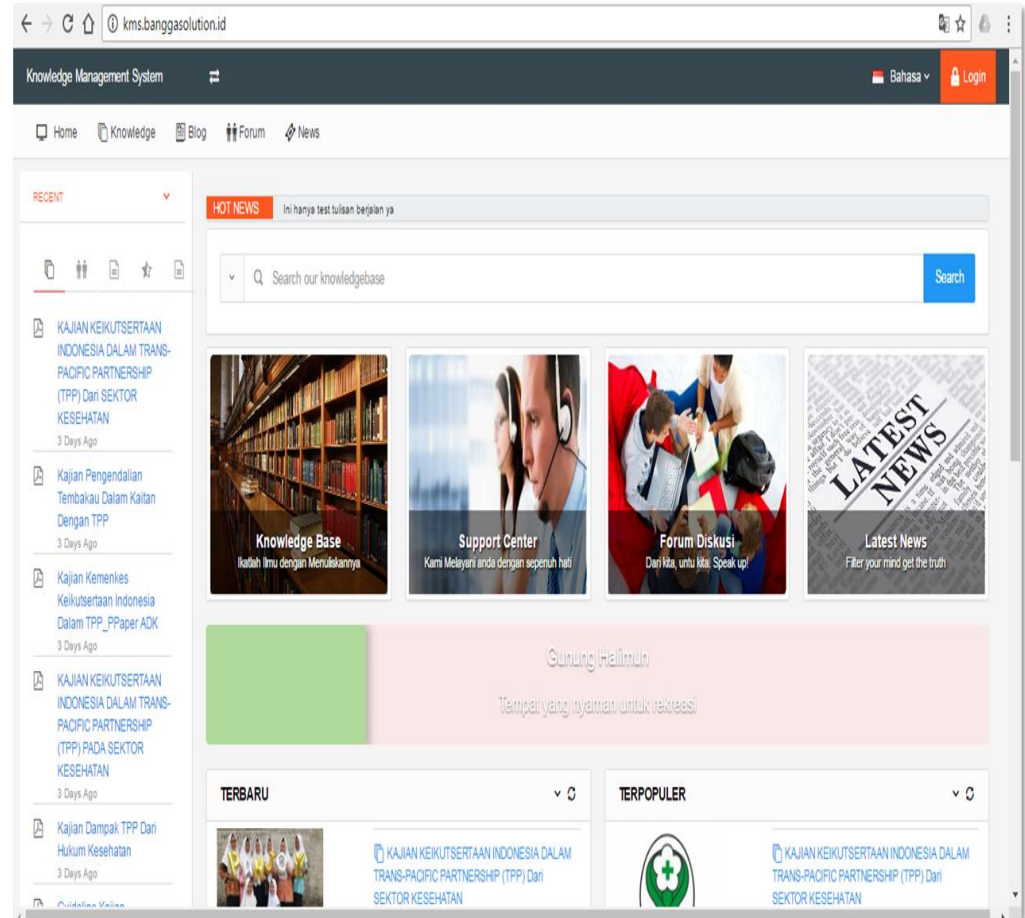 kms.banggasolution.id
Knowledge Management System
Bahasa
Login
Home
Knowledge
Blog
Forum
News
RECENT
HOT NEWS
Ini hanya test tulisan berjalan ya
Search our knowledgebase
Search
KAJIAN KEIKUTSERTAAN
INDONESIA DALAM TRANS-
PACIFIC PARTNERSHIP
(TPP) Dari SEKTOR
KESEHATAN
3 Days Ago
Kajian Pengendalian
Tembakau Dalam Kaitan
Dengan TPP
3 Days Ago
Kajian Kemenkes
Keikutsertaan Indonesia
Dalam TPP_PPaper ADK
3 Days Ago
KAJIAN KEIKUTSERTAAN
INDONESIA DALAM TRANS-
PACIFIC PARTNERSHIP
(TPP) PADA SEKTOR
KESEHATAN
3 Days Ago
Kajian Dampak TPP Dari
Hukum Kesehatan
3 Days Ago
Guideline Kajian
Knowledge Base
Ikatlah Ilmu dengan Menuliskannya
Support Center
Kami Melayani anda dengan sepenuh hati
Forum Diskusi
Dari kita, untu kita, Speak up!
LATEST
NEWS
Latest News
Filter your mind get the truth
Gunung Halimun
Tempat yang nyaman untuk rekreasi
TERBARU
KAJIAN KEIKUTSERTAAN INDONESIA DALAM
TRANS-PACIFIC PARTNERSHIP (TPP) Dari
SEKTOR KESEHATAN
TERPOPULER
KAJIAN KEIKUTSERTAAN INDONESIA DALAM
TRANS-PACIFIC PARTNERSHIP (TPP) Dari
SEKTOR KESEHATAN